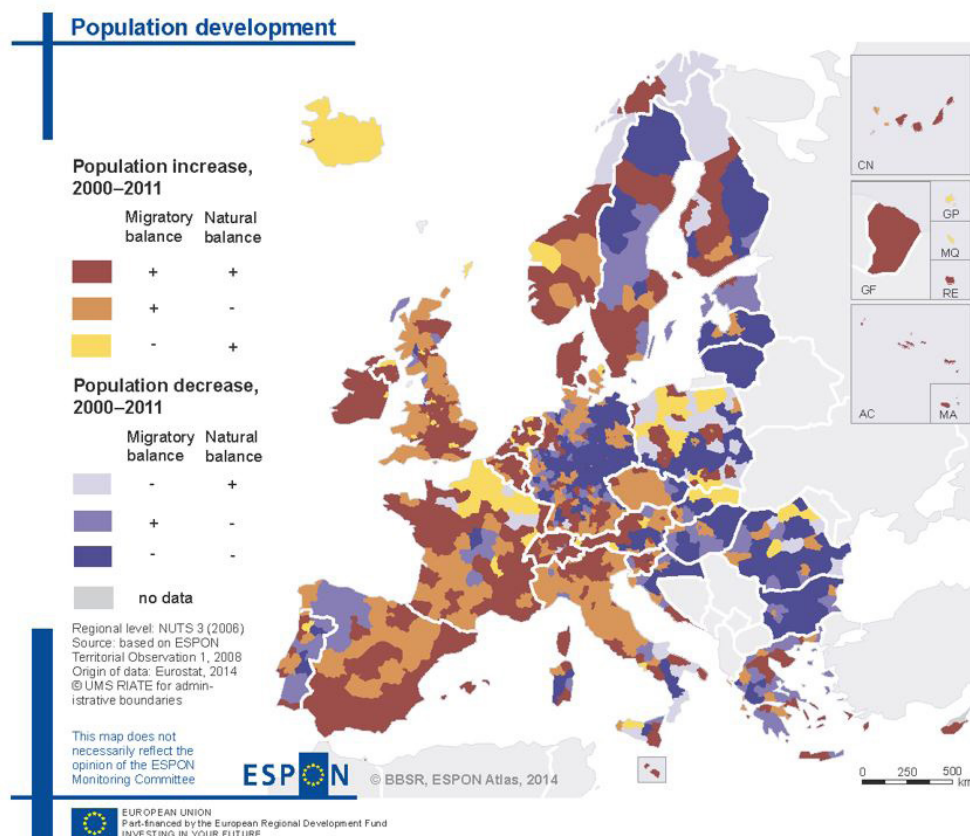 Population development
Population increase,
2000–2011
Migratory Natural
balance balance
+ +
+ -
- +
Population decrease,
2000–2011
Migratory Natural
balance balance
- +
+ -
- -
no data
Regional level: NUTS 3 (2006)
Source: based on ESPON
Territorial Observation 1, 2008
Origin of data: Eurostat, 2014
© UMS RIATE for admin-
istrative boundaries
This map does not
necessarily reflect the
opinion of the ESPON
Monitoring Committee
ESPON
© BBSR, ESPON Atlas, 2014
EUROPEAN UNION
Part-financed by the European Regional Development Fund
INVESTING IN YOUR FUTURE
CN
GP
MQ
GF
RE
AC
MA
0 250 500
km